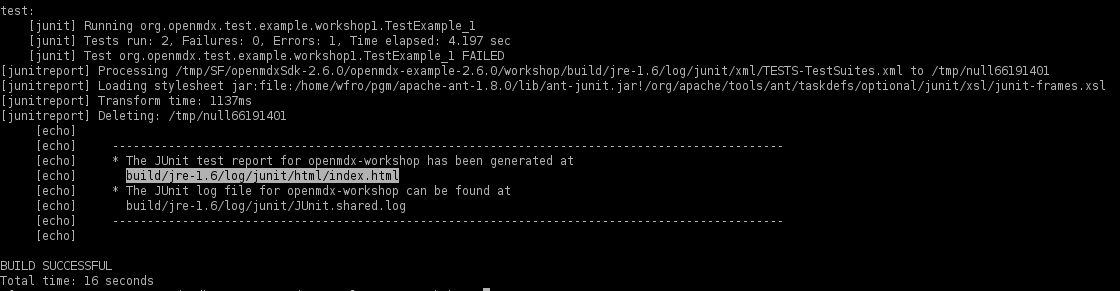 test:
[junit] Running org.openmdx.test.example.workshop1.TestExample_1
[junit] Tests run: 2, Failures: 0, Errors: 1, Time elapsed: 4.197 sec
[junit] Test org.openmdx.test.example.workshop1.TestExample_1 FAILED
[junitreport] Processing /tmp/SF/openmdxSdk-2.6.0/openmdx-example-2.6.0/workshop/build/jre-1.6/log/junit/xml/TESTS-TestSuites.xml to /tmp/null66191401
[junitreport] Loading stylesheet jar:file:/home/wfro/pgm/apache-ant-1.8.0/lib/ant-junit.jar!/org/apache/tools/ant/taskdefs/optional/junit/xsl/junit-frames.xsl
[junitreport] Transform time: 1137ms
[junitreport] Deleting: /tmp/null66191401
[echo]
[echo] ------------------------------------------------------------------------------------------------
[echo] * The JUnit test report for openmdx-workshop has been generated at
[echo] build/jre-1.6/log/junit/html/index.html
[echo] * The JUnit log file for openmdx-workshop can be found at
[echo] build/jre-1.6/log/junit/JUnit.shared.log
[echo] ------------------------------------------------------------------------------------------------
[echo]
BUILD SUCCESSFUL
Total time: 16 seconds